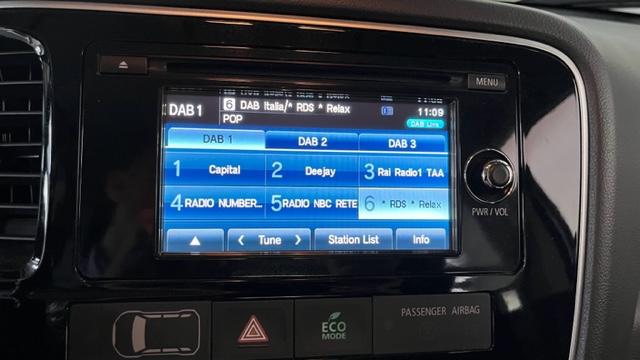 MENU
DAB 1 6 DAB Italia/* RDS * Relax 11:09
POP DAB Link
DAB 1 DAB 2 DAB 3
1 Capital 2 Deejay 3 Rai Radio1 TAA
4 RADIO NUMBER... 5 RADIO NBC RETE 6 * RDS * Relax
PWR / VOL
Tune Station List Info
ECO MODE
PASSENGER AIRBAG